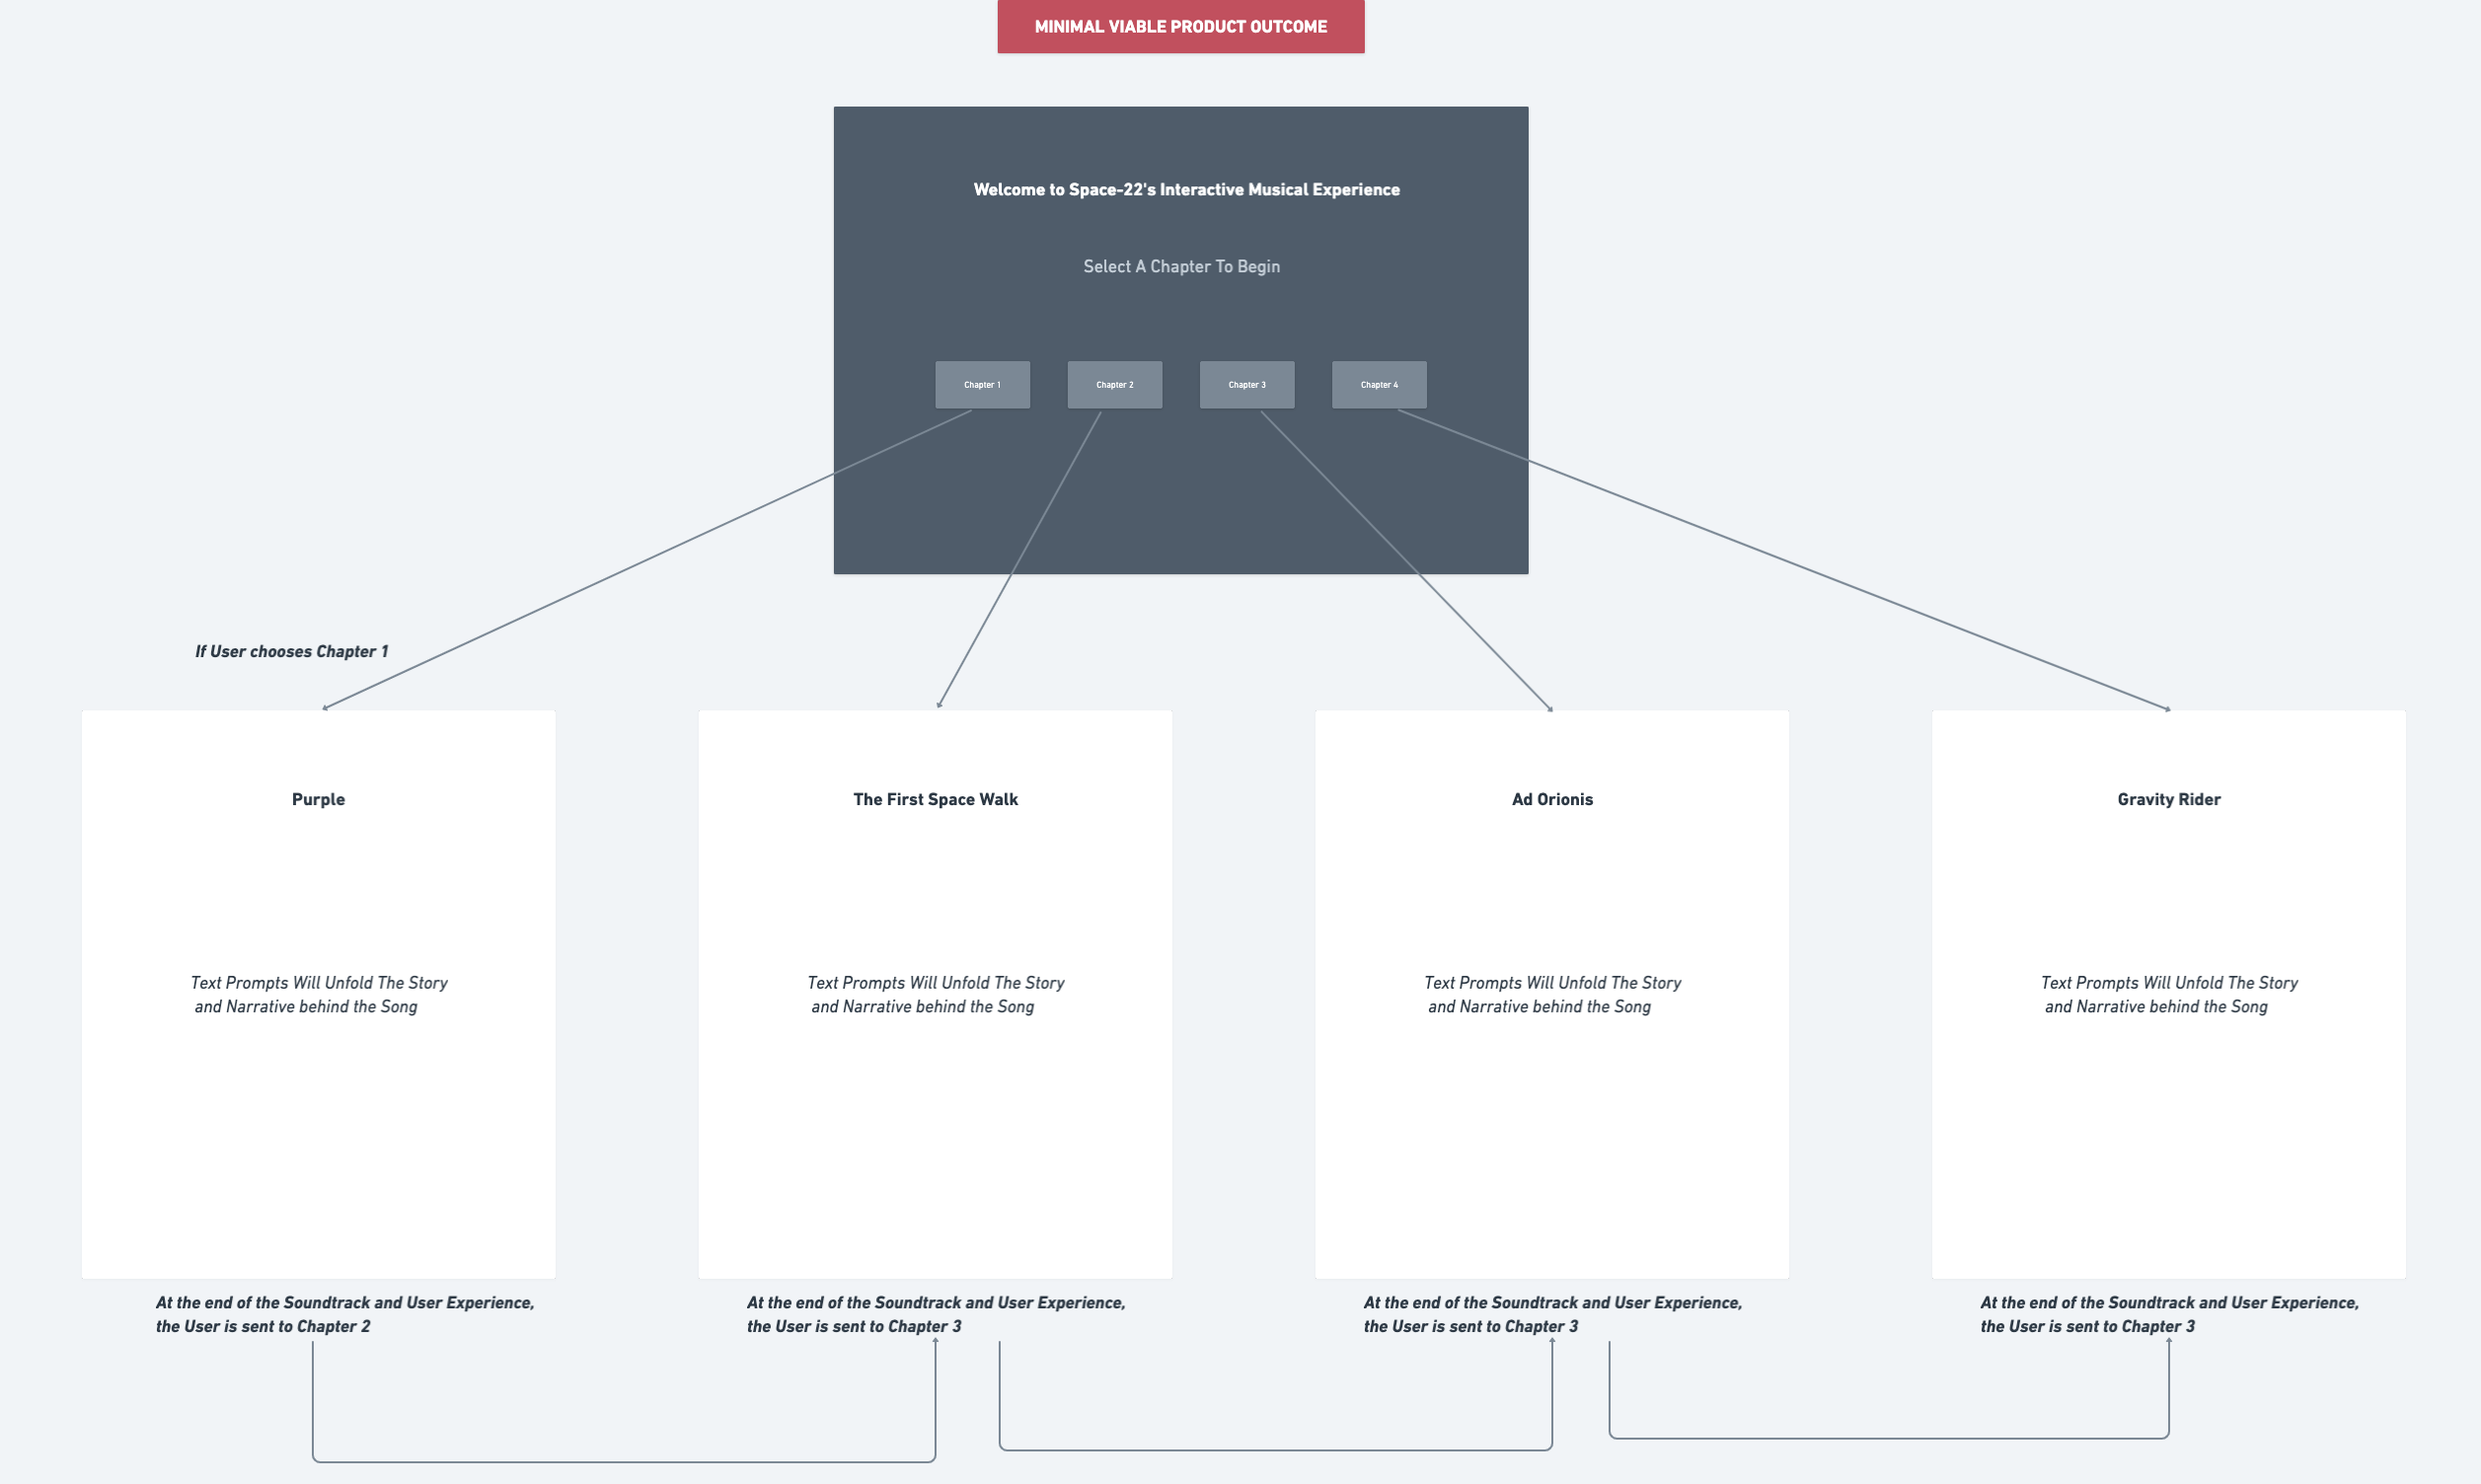 MINIMAL VIABLE PRODUCT OUTCOME
Welcome to Space-22's Interactive Musical Experience
Select A Chapter To Begin
Chapter 1
Chapter 2
Chapter 3
Chapter 4
If User chooses Chapter 1
Purple
Text Prompts Will Unfold The Story
and Narrative behind the Song
At the end of the Soundtrack and User Experience,
the User is sent to Chapter 2
The First Space Walk
Text Prompts Will Unfold The Story
and Narrative behind the Song
At the end of the Soundtrack and User Experience,
the User is sent to Chapter 3
Ad Orionis
Text Prompts Will Unfold The Story
and Narrative behind the Song
At the end of the Soundtrack and User Experience,
the User is sent to Chapter 3
Gravity Rider
Text Prompts Will Unfold The Story
and Narrative behind the Song
At the end of the Soundtrack and User Experience,
the User is sent to Chapter 3